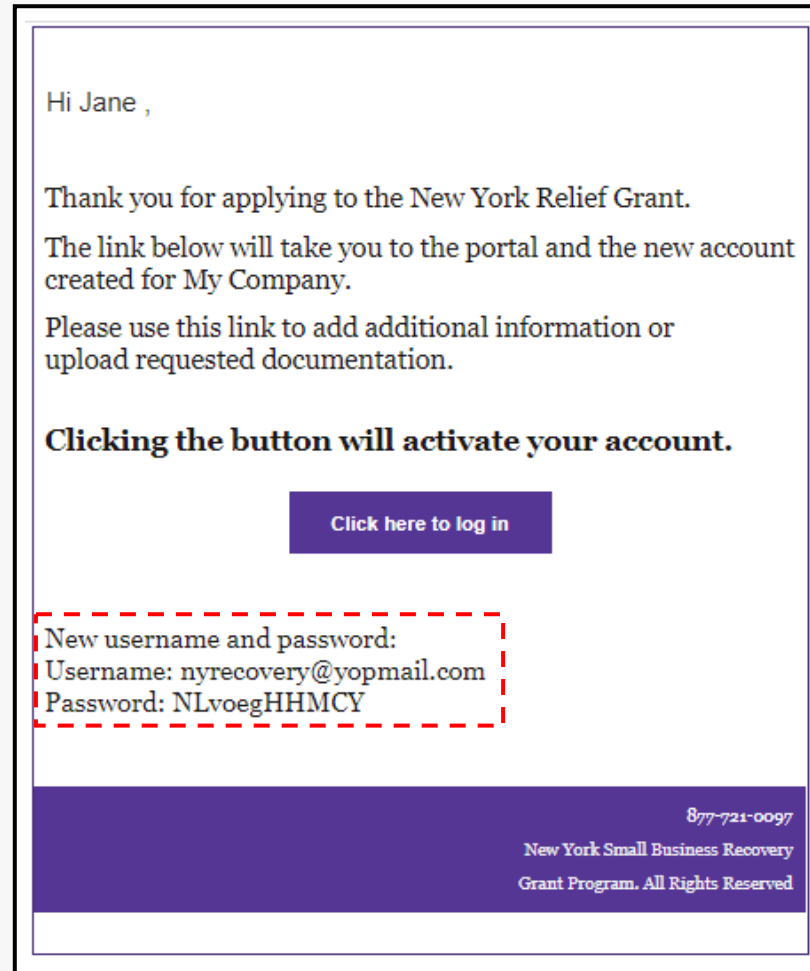 Hi Jane ,
Thank you for applying to the New York Relief Grant.
The link below will take you to the portal and the new account
created for My Company.
Please use this link to add additional information or
upload requested documentation.
Clicking the button will activate your account.
Click here to log in
New username and password:
Username: nyrecovery@yopmail.com
Password: NLvoegHHMCY
877-721-0097
New York Small Business Recovery
Grant Program. All Rights Reserved